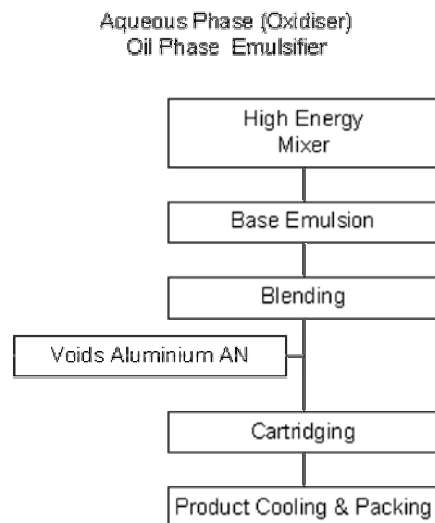 Aqueous Phase (Oxidiser)
Oil Phase Emulsifier
High Energy
Mixer
Base Emulsion
Blending
Voids Aluminium AN
Cartridging
Product Cooling & Packing